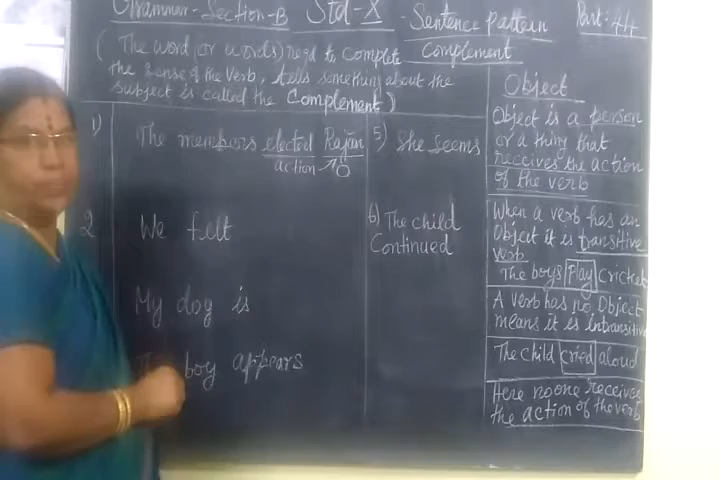 Grammer - Section - B Std - X - Sentence pattern Part: 44
(The word (or words) need to complete Complement
the sense of the verb, tells something about the
subject is called the Complement)
1) The members elected Rajan
action → O
2 We felt
My dog is
boy appears
5) She seems
6) The child
Continued
Object
Object is a person
or a thing that
receives the action
of the verb
When a verb has an
Object it is transitive
verb
The boys play cricket
A verb has no Object
means it is intransitive
The child cried aloud
Here no one receives
the action of the verb